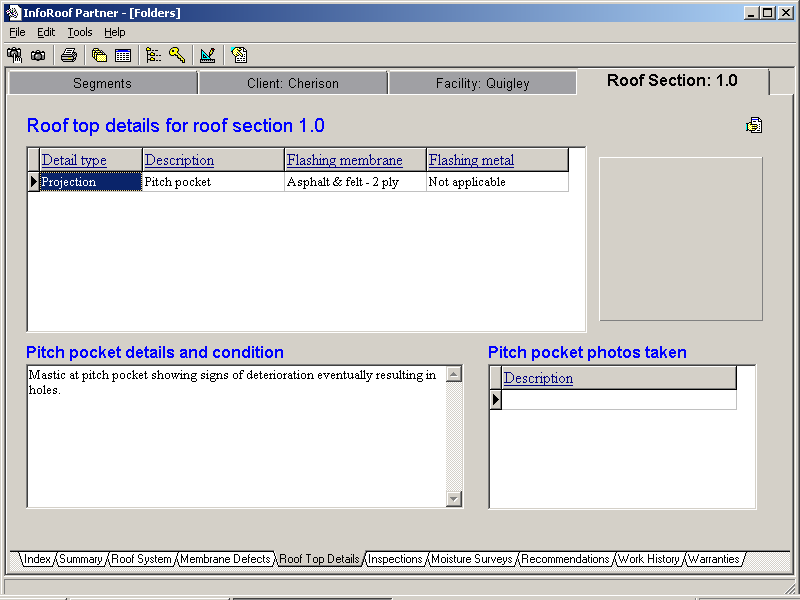 InfoRoof Partner - [Folders]
File Edit Tools Help
Segments Client: Cherison Facility: Quigley Roof Section: 1.0
Roof top details for roof section 1.0
Detail type Description Flashing membrane Flashing metal
Projection Pitch pocket Asphalt & felt - 2 ply Not applicable
Pitch pocket details and condition
Mastic at pitch pocket showing signs of deterioration eventually resulting in
holes.
Pitch pocket photos taken
Description
Index Summary Roof System Membrane Defects Roof Top Details Inspections Moisture Surveys Recommendations Work History Warranties